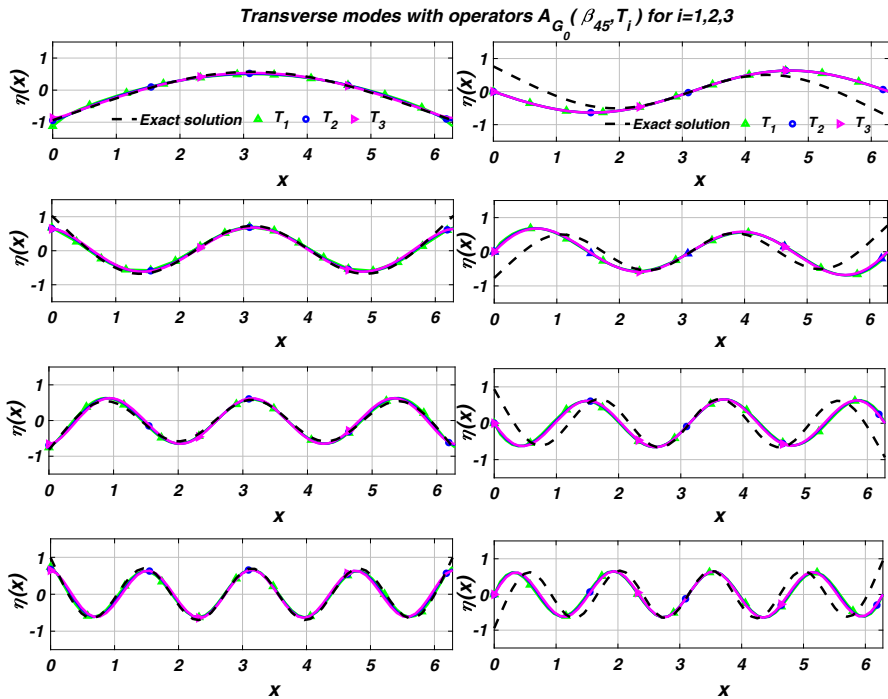 Transverse modes with operators A_{G_0}(β_{45},T_i) for i=1,2,3
η(x)
1
0
-1
Exact solution T_1 T_2 T_3
0 1 2 3 4 5 6
x
η(x)
1
0
-1
Exact solution T_1 T_2 T_3
0 1 2 3 4 5 6
x
η(x)
1
0
-1
0 1 2 3 4 5 6
x
η(x)
1
0
-1
0 1 2 3 4 5 6
x
η(x)
1
0
-1
0 1 2 3 4 5 6
x
η(x)
1
0
-1
0 1 2 3 4 5 6
x
η(x)
1
0
-1
0 1 2 3 4 5 6
x
η(x)
1
0
-1
0 1 2 3 4 5 6
x